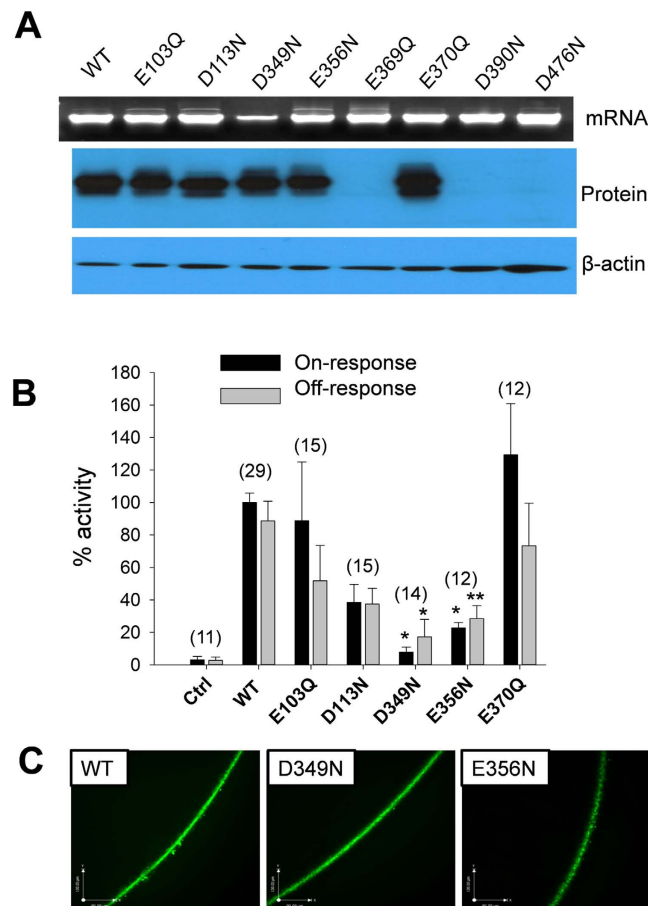 A
WT E103Q D113N D349N E356N E369Q E370Q D390N D476N
mRNA
Protein
β-actin
B
On-response
Off-response
% activity
180
160
140
120
100
80
60
40
20
0
(11)
(29)
(15)
(15)
(14)
(12)
(12)
* * * **
Ctrl WT E103Q D113N D349N E356N E370Q
C
WT D349N E356N